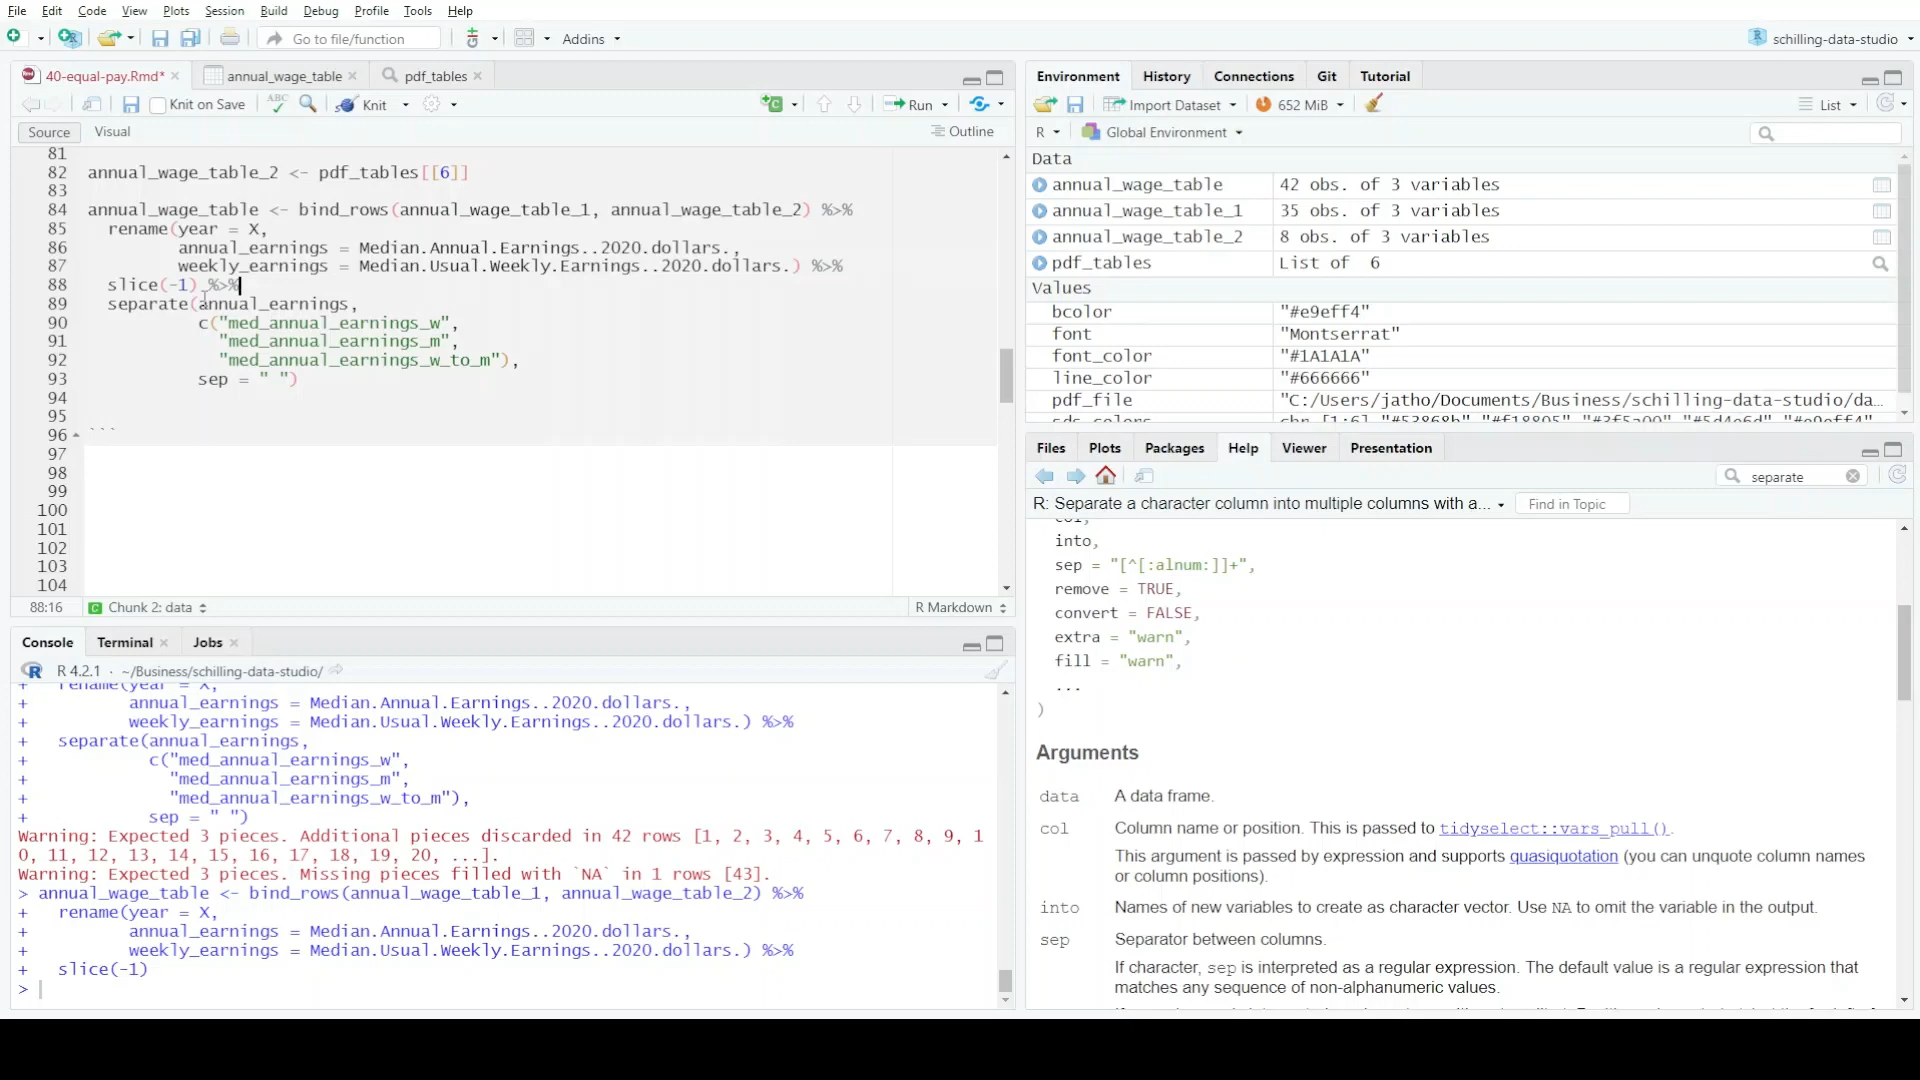 File Edit Code View Plots Session Build Debug Profile Tools Help
Go to file/function Addins schilling-data-studio
40-equal-pay.Rmd* annual_wage_table pdf_tables
Knit on Save ABC Knit Run
Source Visual Outline
81
82 annual_wage_table_2 <- pdf_tables[[6]]
83
84 annual_wage_table <- bind_rows(annual_wage_table_1, annual_wage_table_2) %>%
85 rename(year = X,
86 annual_earnings = Median.Annual.Earnings..2020.dollars.,
87 weekly_earnings = Median.Usual.Weekly.Earnings..2020.dollars.) %>%
88 slice(-1) %>%
89 separate(annual_earnings,
90 c("med_annual_earnings_w",
91 "med_annual_earnings_m",
92 "med_annual_earnings_w_to_m"),
93 sep = " ")
94
95
96 ```
97
98
99
100
101
102
103
104
88:16 Chunk 2: data R Markdown
Console Terminal Jobs
R 4.2.1 · ~/Business/schilling-data-studio/
+ rename(year = X,
+ annual_earnings = Median.Annual.Earnings..2020.dollars.,
+ weekly_earnings = Median.Usual.Weekly.Earnings..2020.dollars.) %>%
+ separate(annual_earnings,
+ c("med_annual_earnings_w",
+ "med_annual_earnings_m",
+ "med_annual_earnings_w_to_m"),
+ sep = " ")
Warning: Expected 3 pieces. Additional pieces discarded in 42 rows [1, 2, 3, 4, 5, 6, 7, 8, 9, 1
0, 11, 12, 13, 14, 15, 16, 17, 18, 19, 20, ...].
Warning: Expected 3 pieces. Missing pieces filled with `NA` in 1 rows [43].
> annual_wage_table <- bind_rows(annual_wage_table_1, annual_wage_table_2) %>%
+ rename(year = X,
+ annual_earnings = Median.Annual.Earnings..2020.dollars.,
+ weekly_earnings = Median.Usual.Weekly.Earnings..2020.dollars.) %>%
+ slice(-1)
>
Environment History Connections Git Tutorial
Import Dataset 652 MiB List
R Global Environment
Data
annual_wage_table 42 obs. of 3 variables
annual_wage_table_1 35 obs. of 3 variables
annual_wage_table_2 8 obs. of 3 variables
pdf_tables List of 6
Values
bcolor "#e9eff4"
font "Montserrat"
font_color "#1A1A1A"
line_color "#666666"
pdf_file "C:/Users/jatho/Documents/Business/schilling-data-studio/da…
Files Plots Packages Help Viewer Presentation
separate
R: Separate a character column into multiple columns with a... Find in Topic
col,
into,
sep = "[^[:alnum:]]+",
remove = TRUE,
convert = FALSE,
extra = "warn",
fill = "warn",
...
)
Arguments
data A data frame.
col Column name or position. This is passed to tidyselect::vars_pull().
This argument is passed by expression and supports quasiquotation (you can unquote column names
or column positions).
into Names of new variables to create as character vector. Use NA to omit the variable in the output.
sep Separator between columns.
If character, sep is interpreted as a regular expression. The default value is a regular expression that
matches any sequence of non-alphanumeric values.